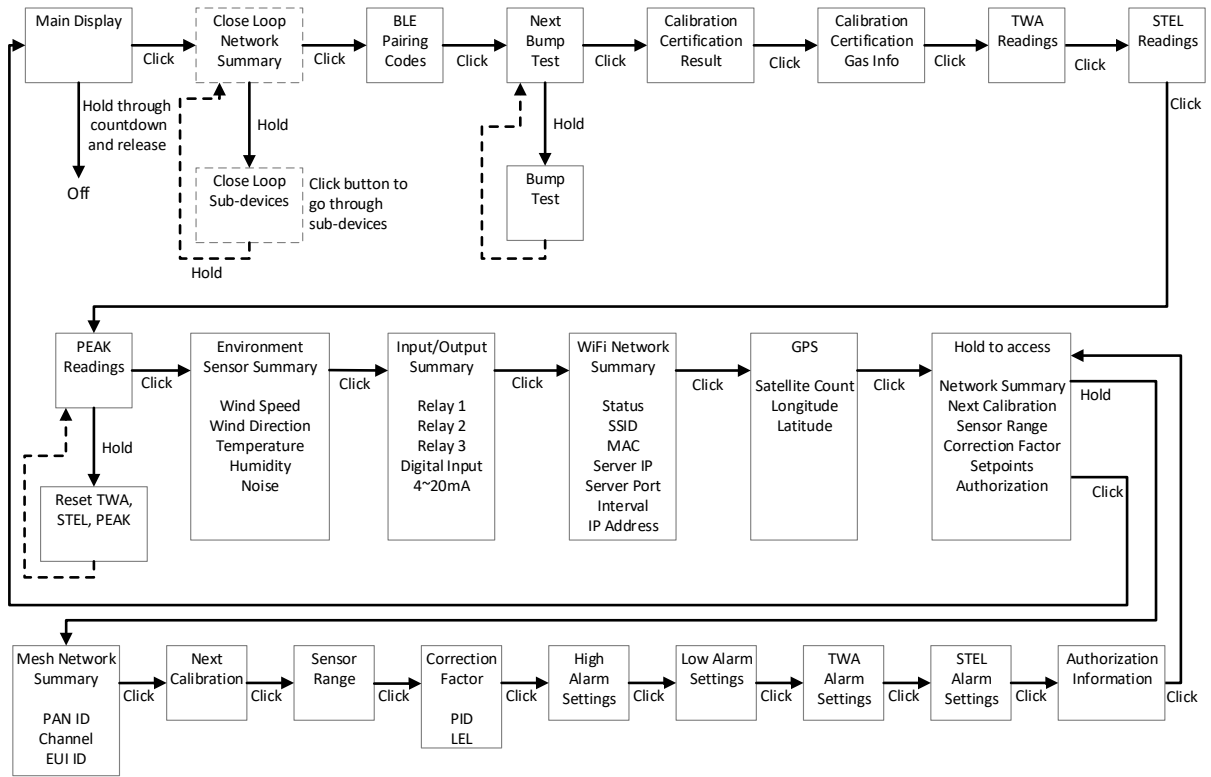 Main Display
Close Loop
Network
Summary
BLE
Pairing
Codes
Next
Bump
Test
Calibration
Certification
Result
Calibration
Certification
Gas Info
TWA
Readings
STEL
Readings
Click
Click
Click
Click
Click
Click
Click
Click
Hold through
countdown
and release
Off
Hold
Close Loop
Sub-devices
Click button to
go through
sub-devices
Hold
Hold
Bump
Test
PEAK
Readings
Click
Hold
Reset TWA,
STEL, PEAK
Environment
Sensor Summary
Wind Speed
Wind Direction
Temperature
Humidity
Noise
Click
Input/Output
Summary
Relay 1
Relay 2
Relay 3
Digital Input
4~20mA
Click
WiFi Network
Summary
Status
SSID
MAC
Server IP
Server Port
Interval
IP Address
Click
GPS
Satellite Count
Longitude
Latitude
Click
Hold to access
Network Summary
Next Calibration
Sensor Range
Correction Factor
Setpoints
Authorization
Hold
Click
Mesh Network
Summary
PAN ID
Channel
EUI ID
Click
Next
Calibration
Click
Sensor
Range
Click
Correction
Factor
PID
LEL
Click
High
Alarm
Settings
Click
Low Alarm
Settings
Click
TWA
Alarm
Settings
Click
STEL
Alarm
Settings
Click
Authorization
Information
Click